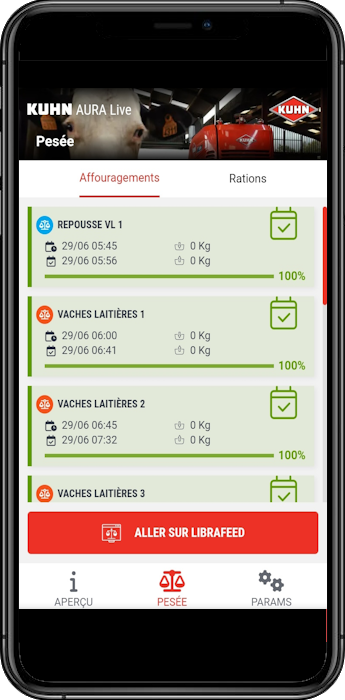 KUHN AURA Live
KUHN
Pesée
Affouragements Rations
REPOUSSE VL 1
29/06 05:45 0 Kg
29/06 05:56 0 Kg
100%
VACHES LAITIÈRES 1
29/06 06:00 0 Kg
29/06 06:41 0 Kg
100%
VACHES LAITIÈRES 2
29/06 06:45 0 Kg
29/06 07:32 0 Kg
100%
VACHES LAITIÈRES 3
ALLER SUR LIBRAFEED
APERÇU PESÉE PARAMS